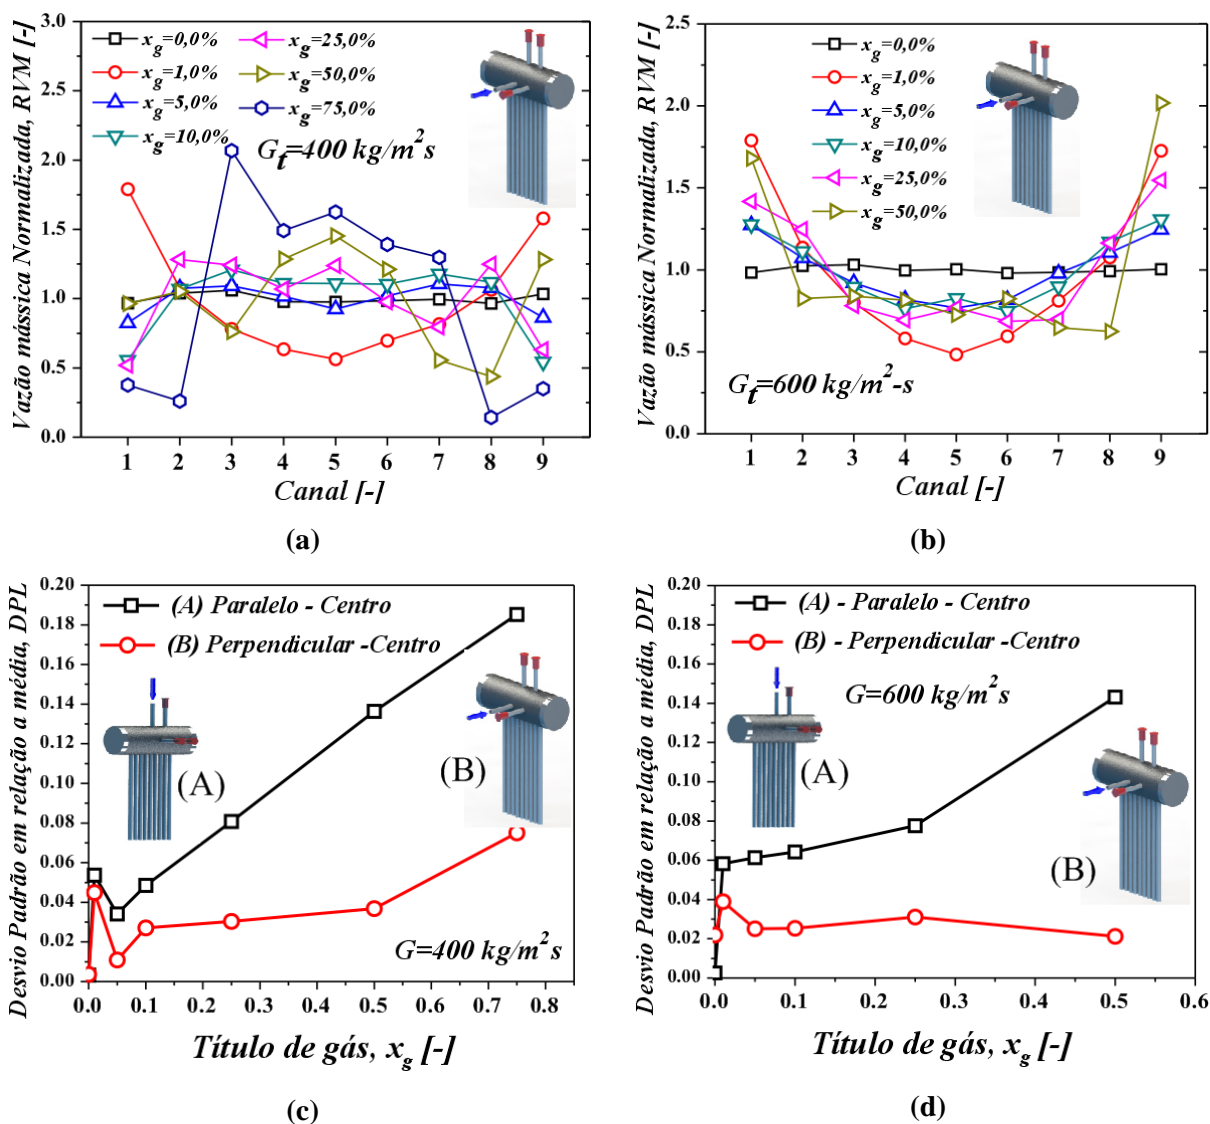 Vazão mássica Normalizada, RVM [-]
3.0
2.5
2.0
1.5
1.0
0.5
0.0
x_g=0,0%
x_g=1,0%
x_g=5,0%
x_g=10,0%
x_g=25,0%
x_g=50,0%
x_g=75,0%
G_t=400 kg/m²s
1 2 3 4 5 6 7 8 9
Canal [-]
(a)
Vazão mássica Normalizada, RVM [-]
2.5
2.0
1.5
1.0
0.5
0.0
x_g=0,0%
x_g=1,0%
x_g=5,0%
x_g=10,0%
x_g=25,0%
x_g=50,0%
G_t=600 kg/m²-s
1 2 3 4 5 6 7 8 9
Canal [-]
(b)
Desvio Padrão em relação a média, DPL
0.20
0.18
0.16
0.14
0.12
0.10
0.08
0.06
0.04
0.02
0.00
(A) Paralelo - Centro
(B) Perpendicular -Centro
(A)
(B)
G=400 kg/m²s
0.0 0.1 0.2 0.3 0.4 0.5 0.6 0.7 0.8
Título de gás, x_g [-]
(c)
Desvio Padrão em relação a média, DPL
0.20
0.18
0.16
0.14
0.12
0.10
0.08
0.06
0.04
0.02
0.00
(A) - Paralelo - Centro
(B) - Perpendicular -Centro
G=600 kg/m²s
(A)
(B)
0.0 0.1 0.2 0.3 0.4 0.5 0.6
Título de gás, x_g [-]
(d)